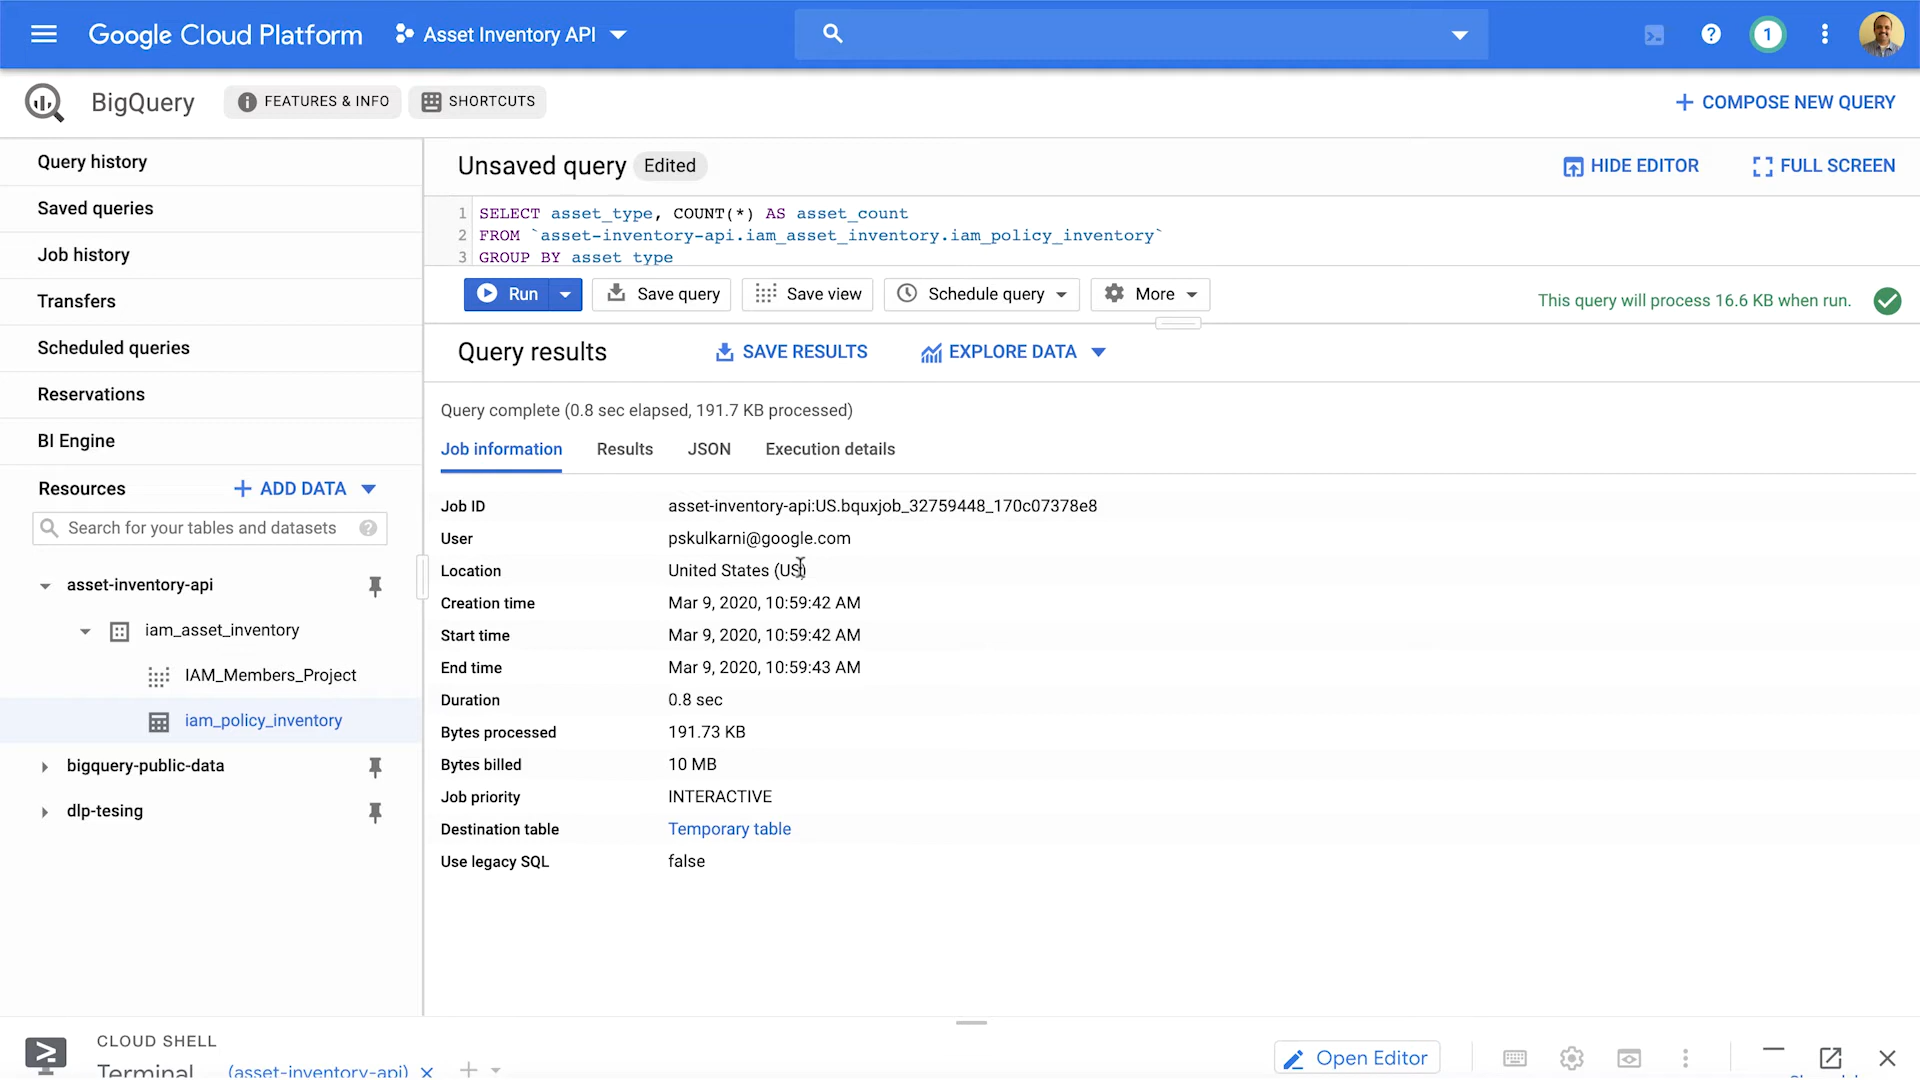 Google Cloud Platform
Asset Inventory API
1
BigQuery
FEATURES & INFO
SHORTCUTS
COMPOSE NEW QUERY
Query history
Saved queries
Job history
Transfers
Scheduled queries
Reservations
BI Engine
Resources
ADD DATA
Search for your tables and datasets
asset-inventory-api
iam_asset_inventory
IAM_Members_Project
iam_policy_inventory
bigquery-public-data
dlp-tesing
Unsaved query Edited
HIDE EDITOR
FULL SCREEN
1 SELECT asset_type, COUNT(*) AS asset_count
2 FROM `asset-inventory-api.iam_asset_inventory.iam_policy_inventory`
3 GROUP BY asset_type
Run
Save query
Save view
Schedule query
More
This query will process 16.6 KB when run.
Query results
SAVE RESULTS
EXPLORE DATA
Query complete (0.8 sec elapsed, 191.7 KB processed)
Job information Results JSON Execution details
Job ID asset-inventory-api:US.bquxjob_32759448_170c07378e8
User pskulkarni@google.com
Location United States (US)
Creation time Mar 9, 2020, 10:59:42 AM
Start time Mar 9, 2020, 10:59:42 AM
End time Mar 9, 2020, 10:59:43 AM
Duration 0.8 sec
Bytes processed 191.73 KB
Bytes billed 10 MB
Job priority INTERACTIVE
Destination table Temporary table
Use legacy SQL false
CLOUD SHELL
Terminal
(asset-inventory-api)
Open Editor